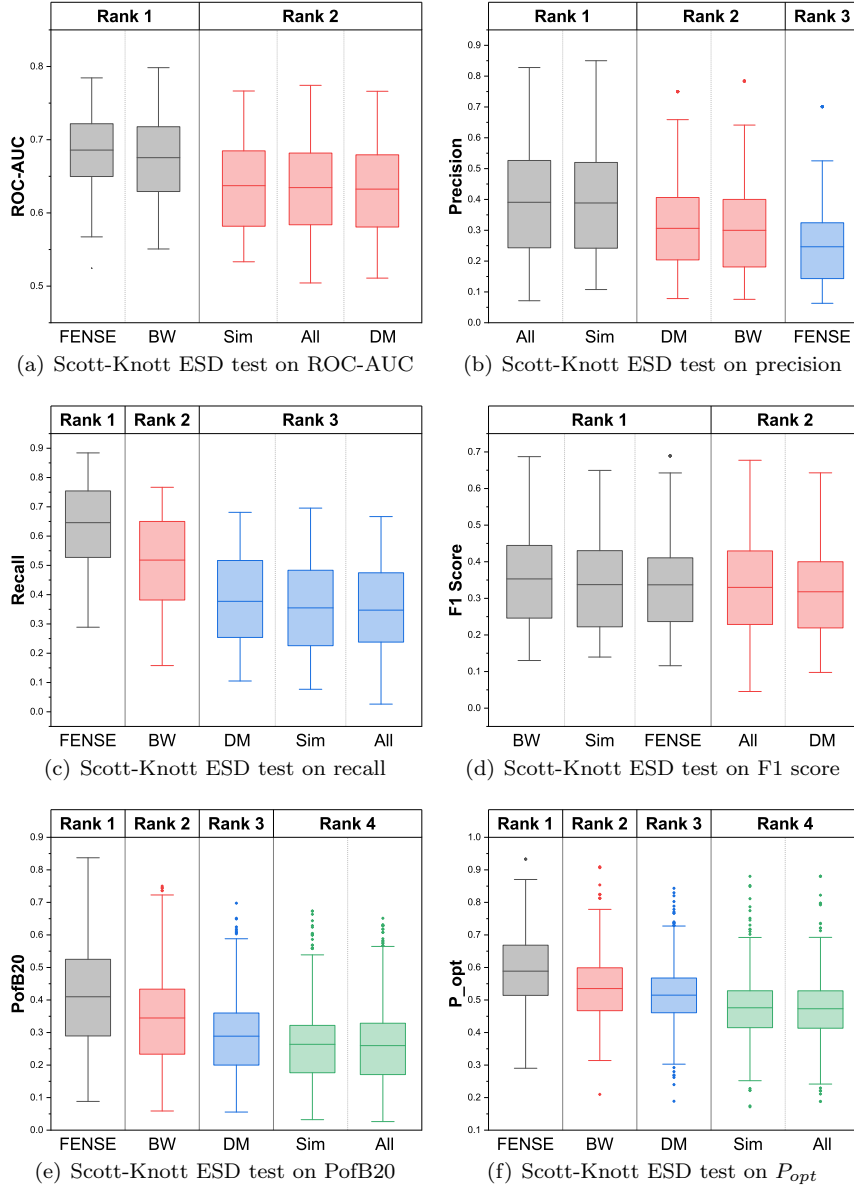 Rank 1 Rank 2
ROC-AUC
0.8
0.7
0.6
0.5
FENSE BW Sim All DM
(a) Scott-Knott ESD test on ROC-AUC
Rank 1 Rank 2 Rank 3
Precision
0.9
0.8
0.7
0.6
0.5
0.4
0.3
0.2
0.1
0.0
All Sim DM BW FENSE
(b) Scott-Knott ESD test on precision
Rank 1 Rank 2 Rank 3
Recall
0.9
0.8
0.7
0.6
0.5
0.4
0.3
0.2
0.1
0.0
FENSE BW DM Sim All
(c) Scott-Knott ESD test on recall
Rank 1 Rank 2
F1 Score
0.7
0.6
0.5
0.4
0.3
0.2
0.1
0.0
BW Sim FENSE All DM
(d) Scott-Knott ESD test on F1 score
Rank 1 Rank 2 Rank 3 Rank 4
PofB20
0.9
0.8
0.7
0.6
0.5
0.4
0.3
0.2
0.1
0.0
FENSE BW DM Sim All
(e) Scott-Knott ESD test on PofB20
Rank 1 Rank 2 Rank 3 Rank 4
P_opt
1.0
0.9
0.8
0.7
0.6
0.5
0.4
0.3
0.2
0.1
FENSE BW DM Sim All
(f) Scott-Knott ESD test on P_opt